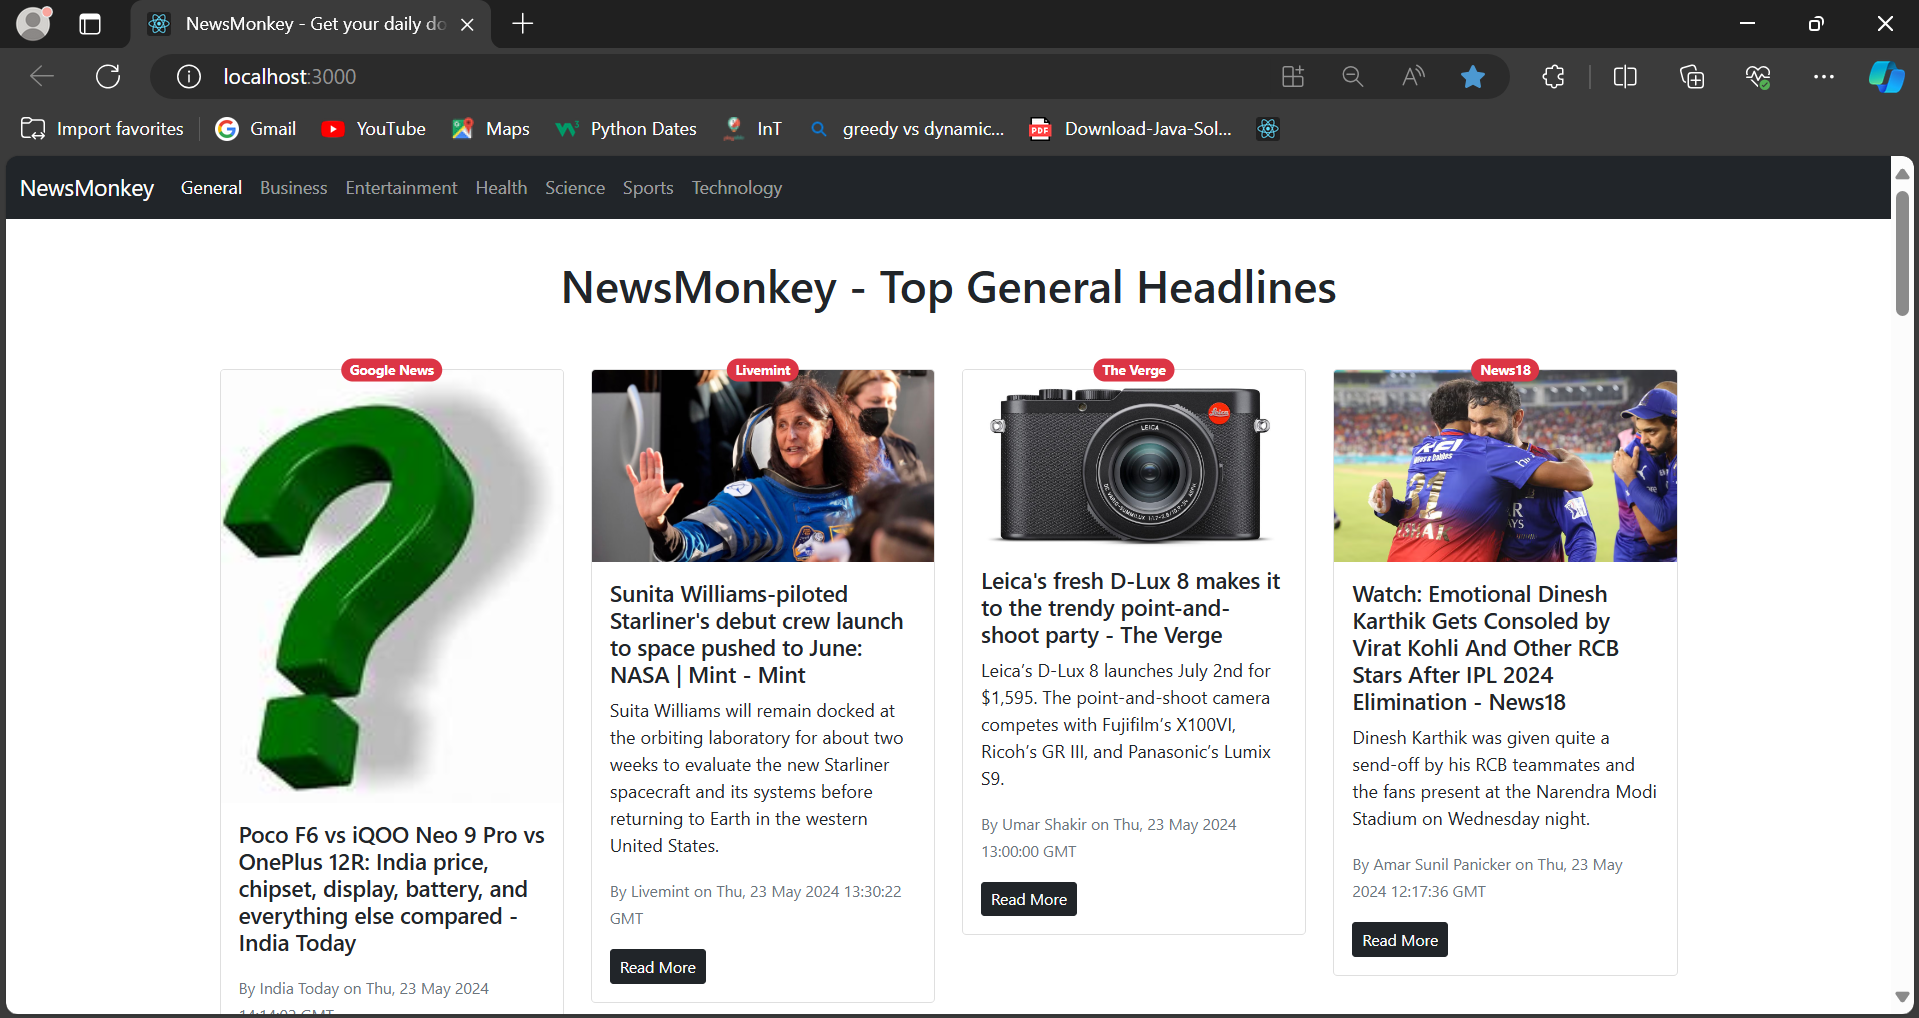 NewsMonkey - Get your daily do
localhost:3000
Import favorites
Gmail
YouTube
Maps
Python Dates
InT
greedy vs dynamic...
PDF
Download-Java-Sol...
NewsMonkey
General
Business
Entertainment
Health
Science
Sports
Technology
NewsMonkey - Top General Headlines
Google News
Poco F6 vs iQOO Neo 9 Pro vs
OnePlus 12R: India price,
chipset, display, battery, and
everything else compared -
India Today
By India Today on Thu, 23 May 2024
Livemint
Sunita Williams-piloted
Starliner's debut crew launch
to space pushed to June:
NASA | Mint - Mint
Suita Williams will remain docked at
the orbiting laboratory for about two
weeks to evaluate the new Starliner
spacecraft and its systems before
returning to Earth in the western
United States.
By Livemint on Thu, 23 May 2024 13:30:22
GMT
Read More
The Verge
Leica
LEICA
Leica's fresh D-Lux 8 makes it
to the trendy point-and-
shoot party - The Verge
Leica’s D-Lux 8 launches July 2nd for
$1,595. The point-and-shoot camera
competes with Fujifilm’s X100VI,
Ricoh’s GR III, and Panasonic’s Lumix
S9.
By Umar Shakir on Thu, 23 May 2024
13:00:00 GMT
Read More
News18
KEI
Wires & Cables
21
Watch: Emotional Dinesh
Karthik Gets Consoled by
Virat Kohli And Other RCB
Stars After IPL 2024
Elimination - News18
Dinesh Karthik was given quite a
send-off by his RCB teammates and
the fans present at the Narendra Modi
Stadium on Wednesday night.
By Amar Sunil Panicker on Thu, 23 May
2024 12:17:36 GMT
Read More